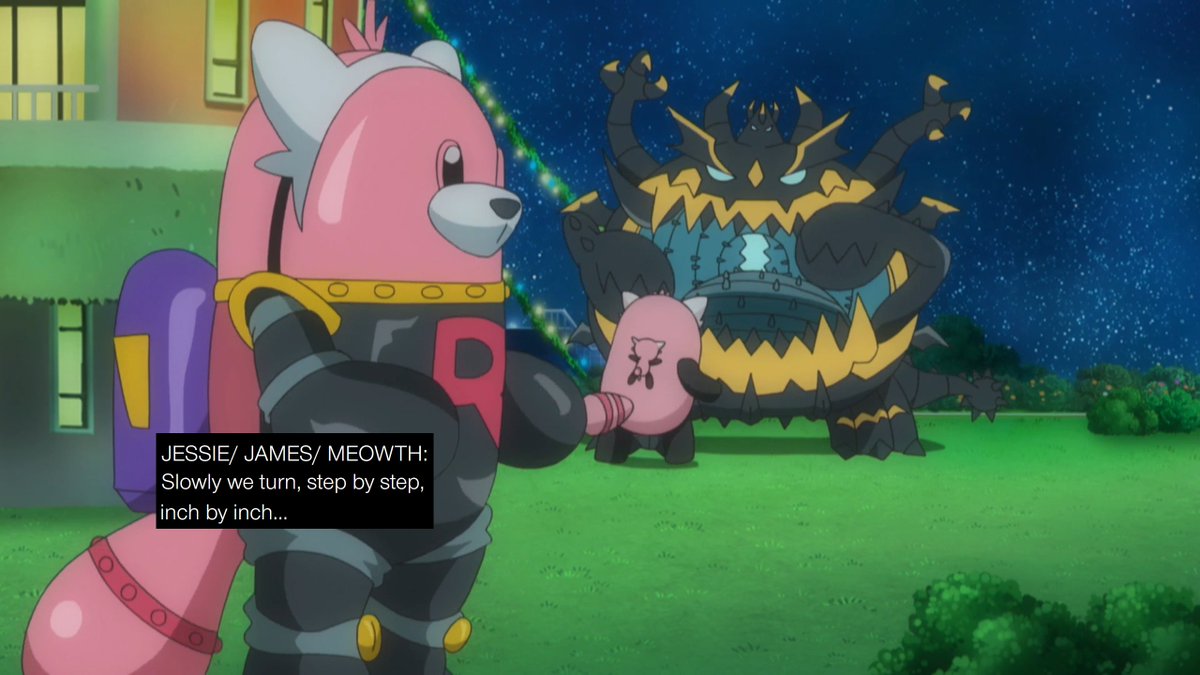 R
JESSIE/ JAMES/ MEOWTH:
Slowly we turn, step by step,
inch by inch...